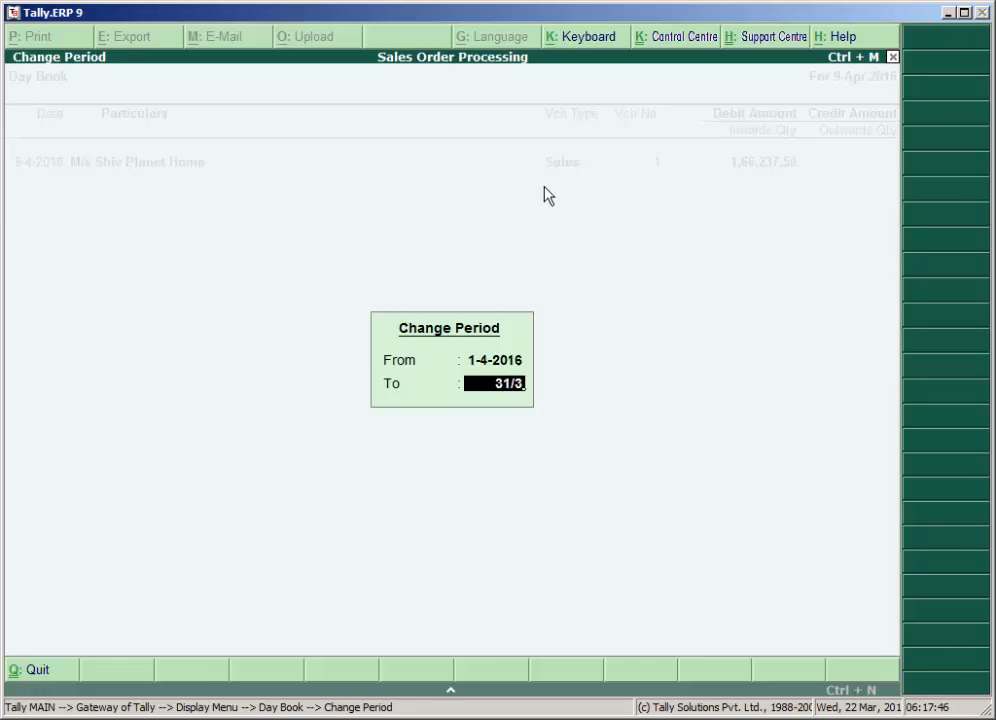 Tally.ERP 9
P: Print E: Export M: E-Mail O: Upload G: Language K: Keyboard K: Control Centre H: Support Centre H: Help
Change Period Sales Order Processing Ctrl + M
Day Book For 9-Apr-2016
Date Particulars Vch Type Vch No Debit Amount Credit Amount
Inwards Qty Outwards Qty
9-4-2016 M/s Shiv Planet Home Sales 1 1,66,237.50
Change Period
From : 1-4-2016
To : 31/3
Q: Quit
Ctrl + N
Tally MAIN --> Gateway of Tally --> Display Menu --> Day Book --> Change Period (c) Tally Solutions Pvt. Ltd., 1988-200 Wed, 22 Mar, 201 06:17:46